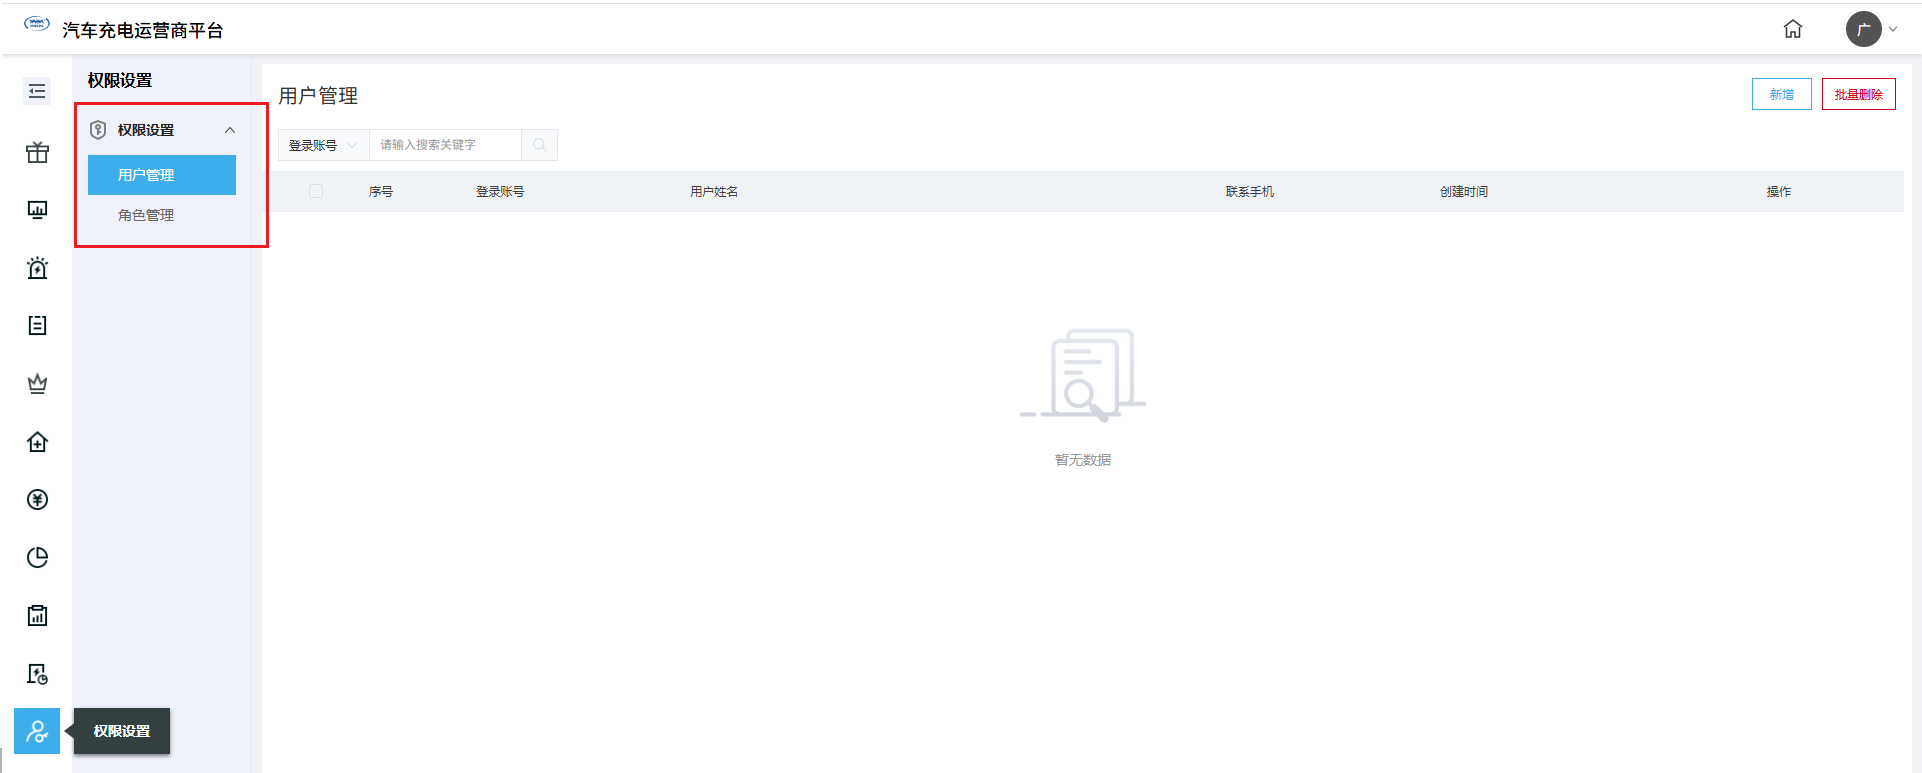 汽车充电运营商平台
广
权限设置
权限设置
用户管理
角色管理
用户管理
新增
批量删除
登录账号
请输入搜索关键字
序号
登录账号
用户姓名
联系手机
创建时间
操作
暂无数据
权限设置